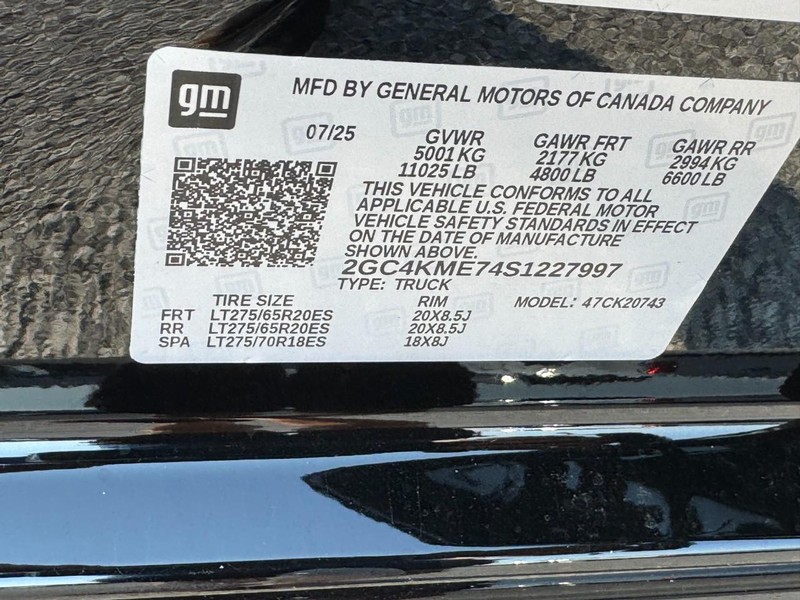 gm
MFD BY GENERAL MOTORS OF CANADA COMPANY
07/25 GVWR GAWR FRT GAWR RR
5001 KG 2177 KG 2994 KG
11025 LB 4800 LB 6600 LB
THIS VEHICLE CONFORMS TO ALL
APPLICABLE U.S. FEDERAL MOTOR
VEHICLE SAFETY STANDARDS IN EFFECT
ON THE DATE OF MANUFACTURE
SHOWN ABOVE.
2GC4KME74S1227997
TYPE: TRUCK
TIRE SIZE RIM MODEL: 47CK20743
FRT LT275/65R20ES 20X8.5J
RR LT275/65R20ES 20X8.5J
SPA LT275/70R18ES 18X8J